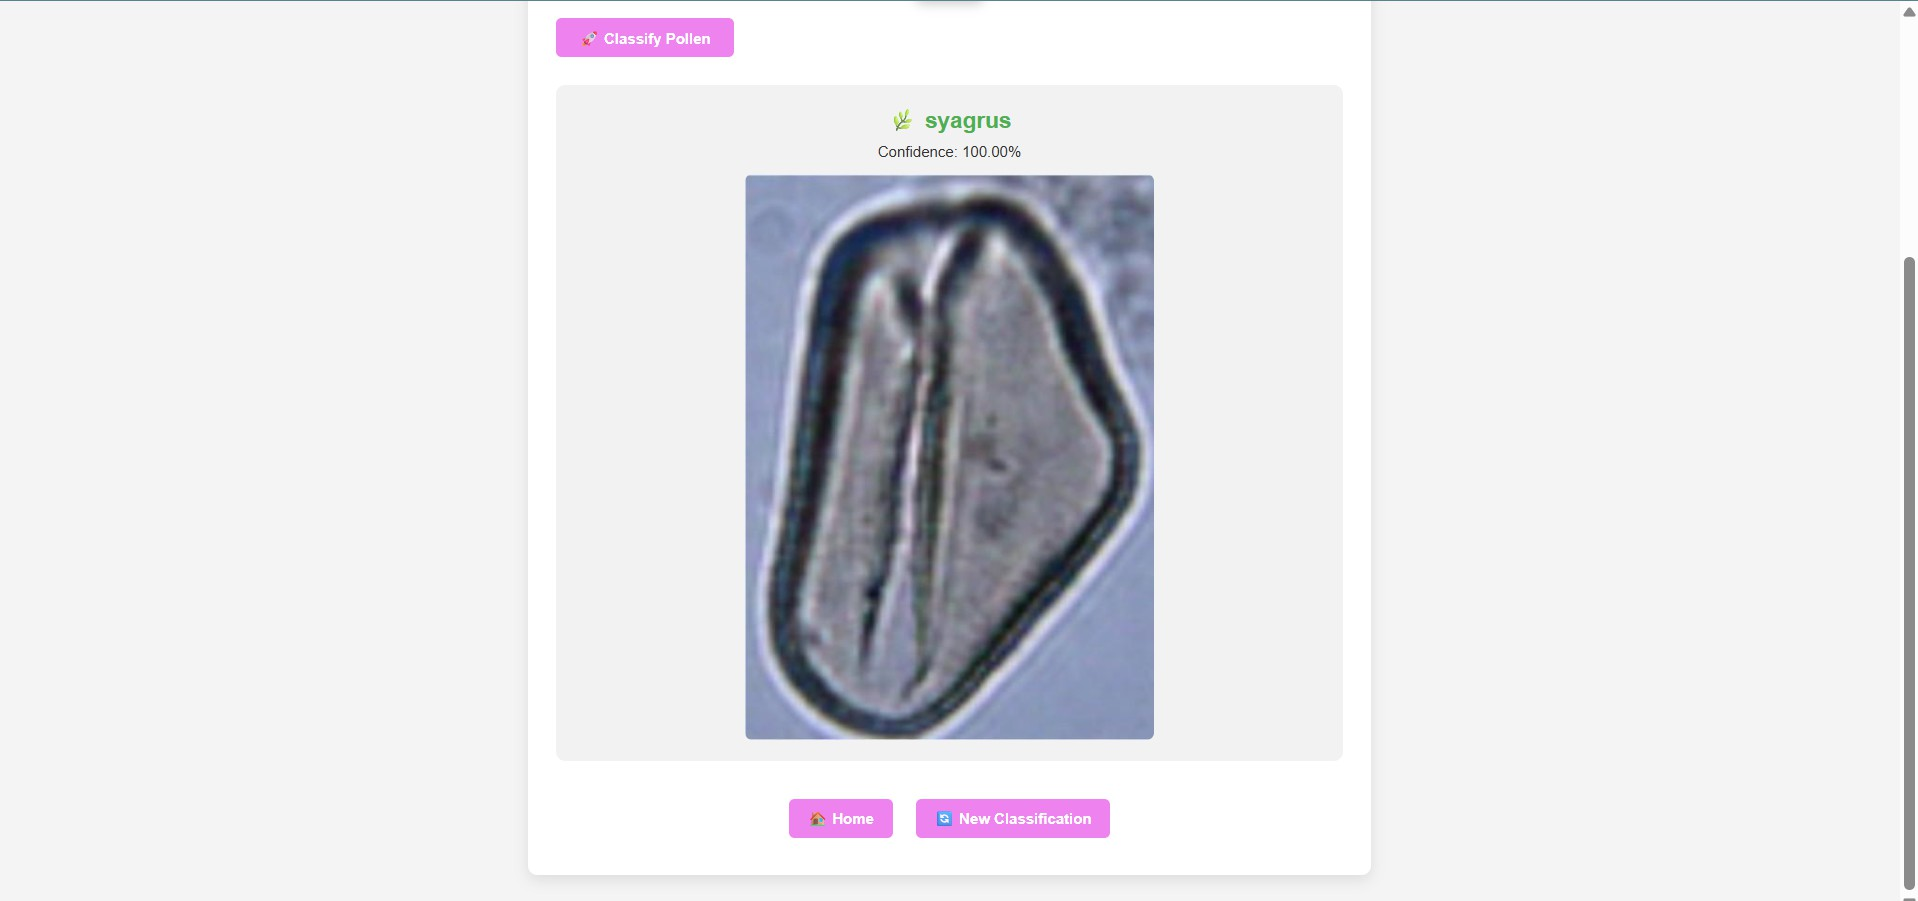 🚀 Classify Pollen
🌿 syagrus
Confidence: 100.00%
🏠 Home
🔄 New Classification